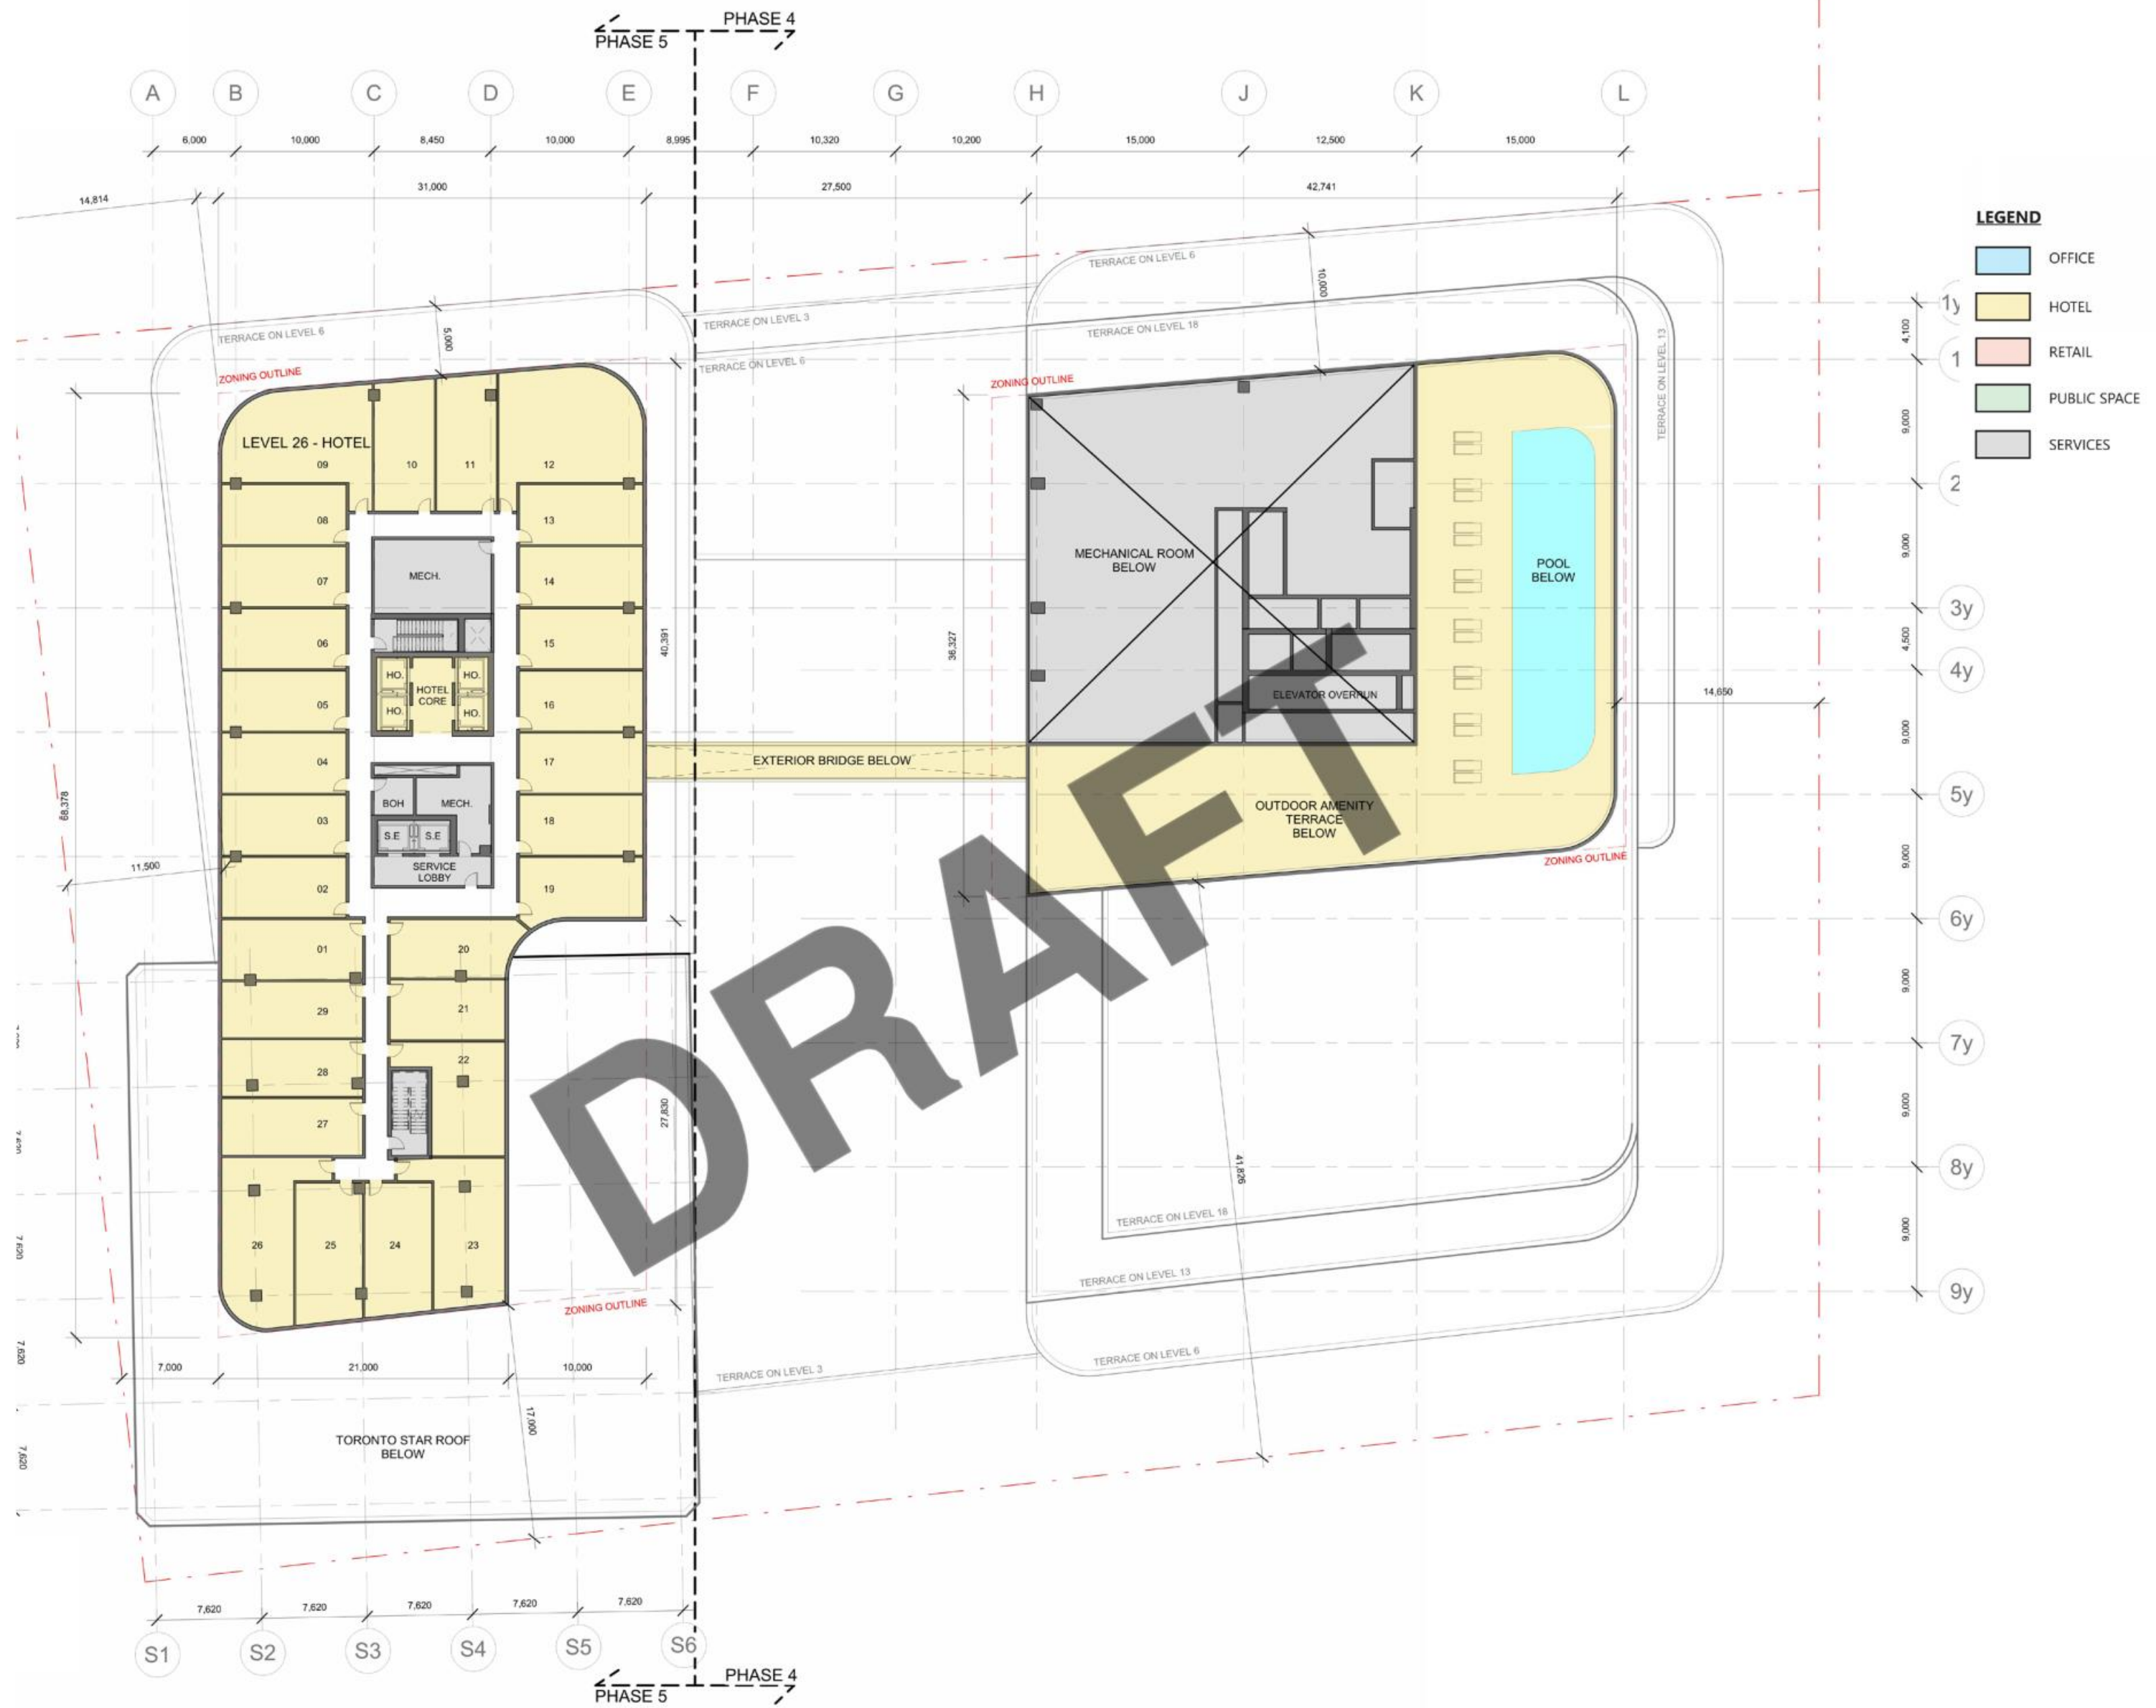 PHASE 4
PHASE 5
A
B
C
D
E
F
G
H
J
K
L
6,000
10,000
8,450
10,000
8,995
10,320
10,200
15,000
12,500
15,000
14,814
31,000
27,500
42,741
LEGEND
OFFICE
HOTEL
RETAIL
PUBLIC SPACE
SERVICES
TERRACE ON LEVEL 6
10,000
TERRACE ON LEVEL 3
TERRACE ON LEVEL 18
TERRACE ON LEVEL 6
5,000
TERRACE ON LEVEL 6
TERRACE ON LEVEL 13
ZONING OUTLINE
ZONING OUTLINE
1y
4,100
1
9,000
2
9,000
3y
4,500
4y
9,000
5y
9,000
6y
9,000
7y
9,000
8y
9,000
9y
LEVEL 26 - HOTEL
09
10
11
12
08
13
07
MECH.
14
06
15
HO.
HO.
HOTEL
CORE
HO.
HO.
05
16
04
17
BOH
MECH.
03
S.E
S.E
18
SERVICE
LOBBY
02
19
01
20
29
21
28
22
27
26
25
24
23
40,391
36,327
68,378
11,500
27,830
MECHANICAL ROOM
BELOW
POOL
BELOW
ELEVATOR OVERRUN
14,650
EXTERIOR BRIDGE BELOW
OUTDOOR AMENITY
TERRACE
BELOW
ZONING OUTLINE
DRAFT
41,826
TERRACE ON LEVEL 18
TERRACE ON LEVEL 13
TERRACE ON LEVEL 6
TERRACE ON LEVEL 3
ZONING OUTLINE
7,000
21,000
10,000
17,000
7,620
7,620
7,620
TORONTO STAR ROOF
BELOW
7,620
7,620
7,620
7,620
7,620
S1
S2
S3
S4
S5
S6
PHASE 4
PHASE 5